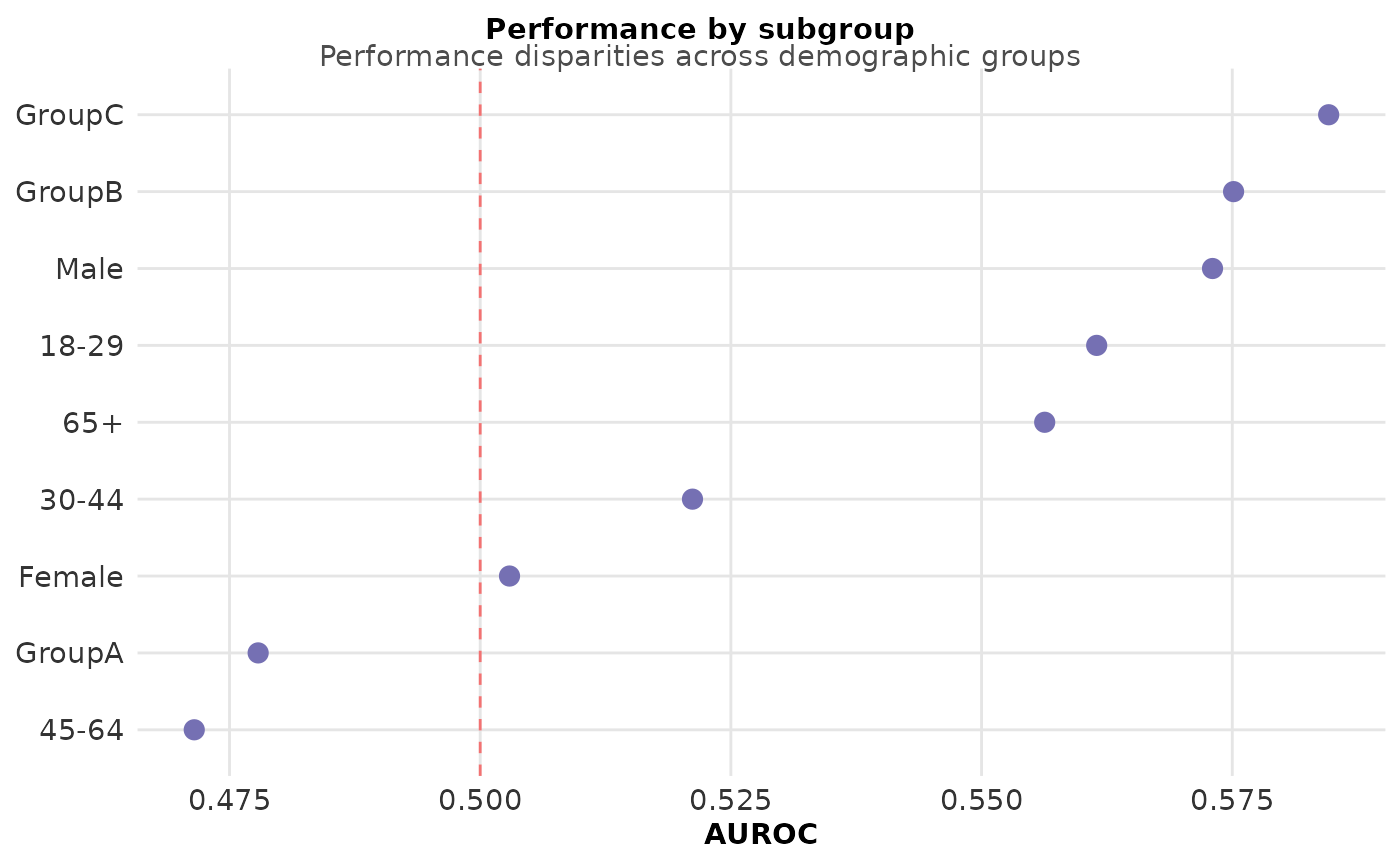 Performance by subgroup
Performance disparities across demographic groups
GroupC
GroupB
Male
18-29
65+
30-44
Female
GroupA
45-64
0.475 0.500 0.525 0.550 0.575
AUROC